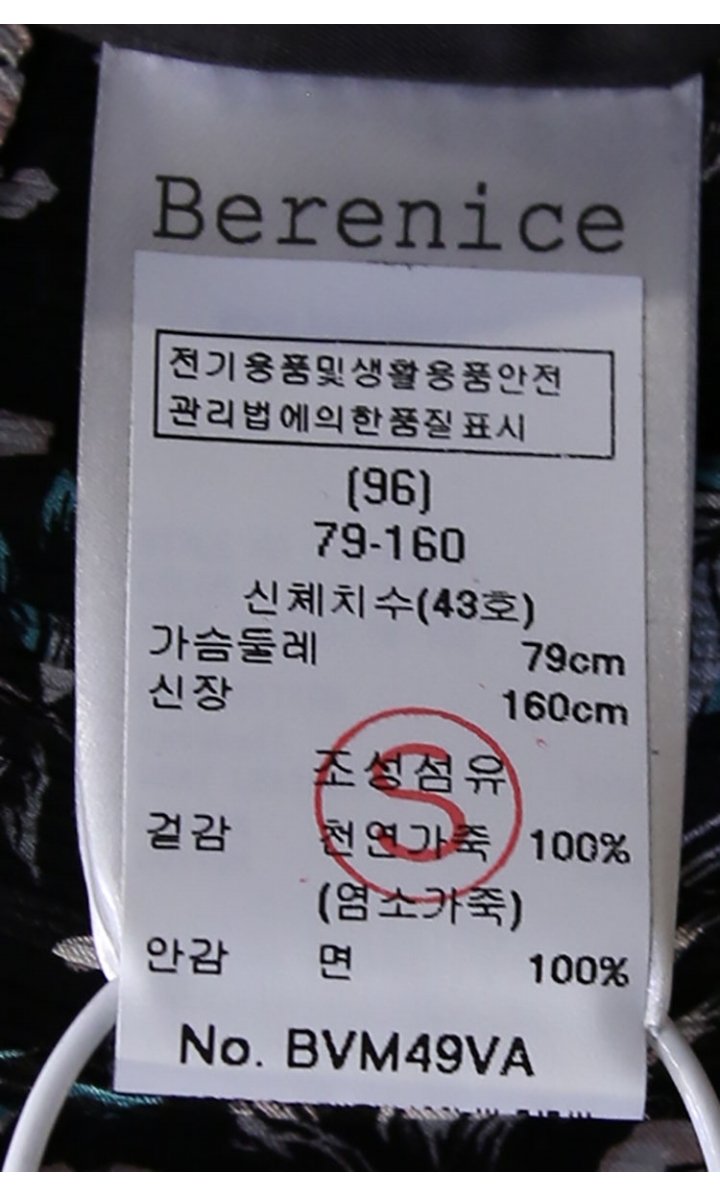 Berenice
전기용품및생활용품안전
관리법에의한품질표시
(96)
79-160
신체치수(43호)
가슴둘레 79cm
신장 160cm
조성섬유
S
겉감 천연가죽 100%
(염소가죽)
안감 면 100%
No. BVM49VA